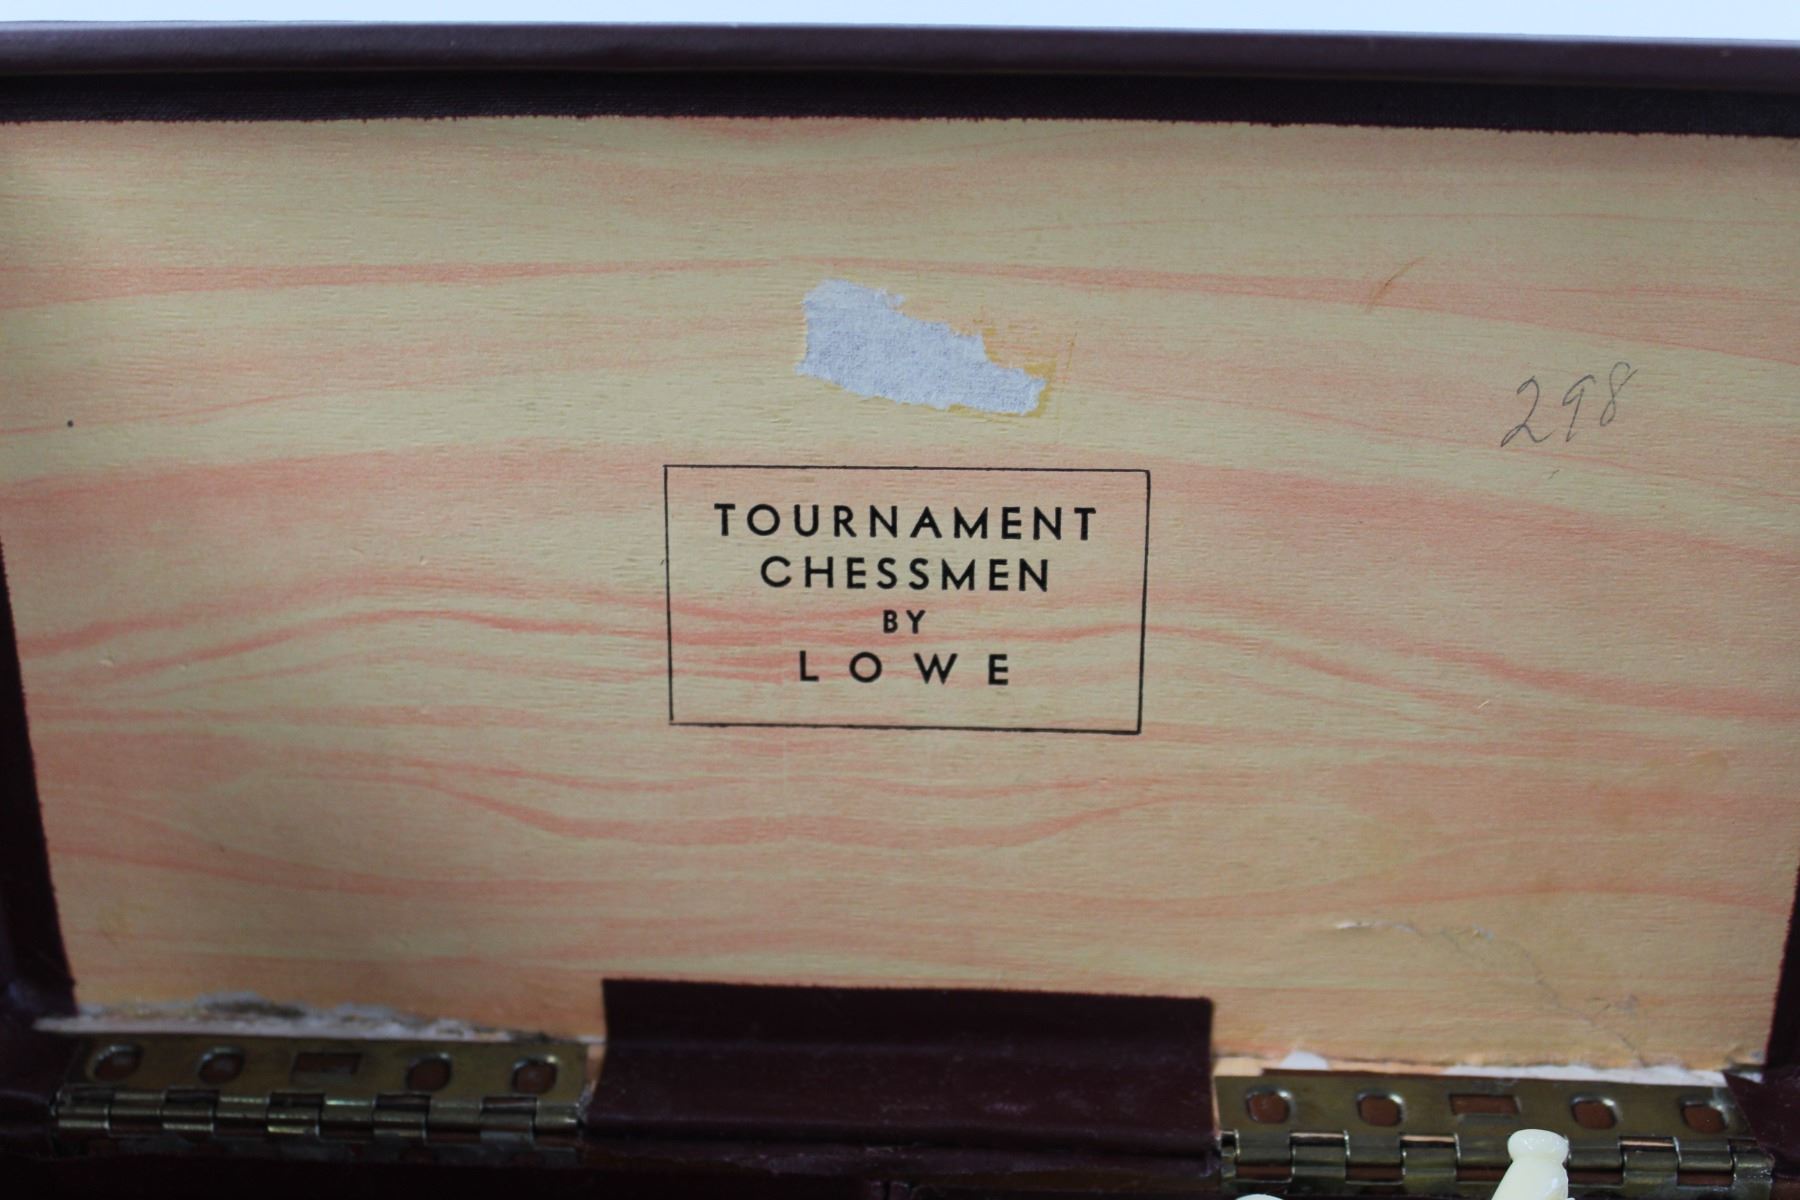 298
TOURNAMENT
CHESSMEN
BY
LOWE